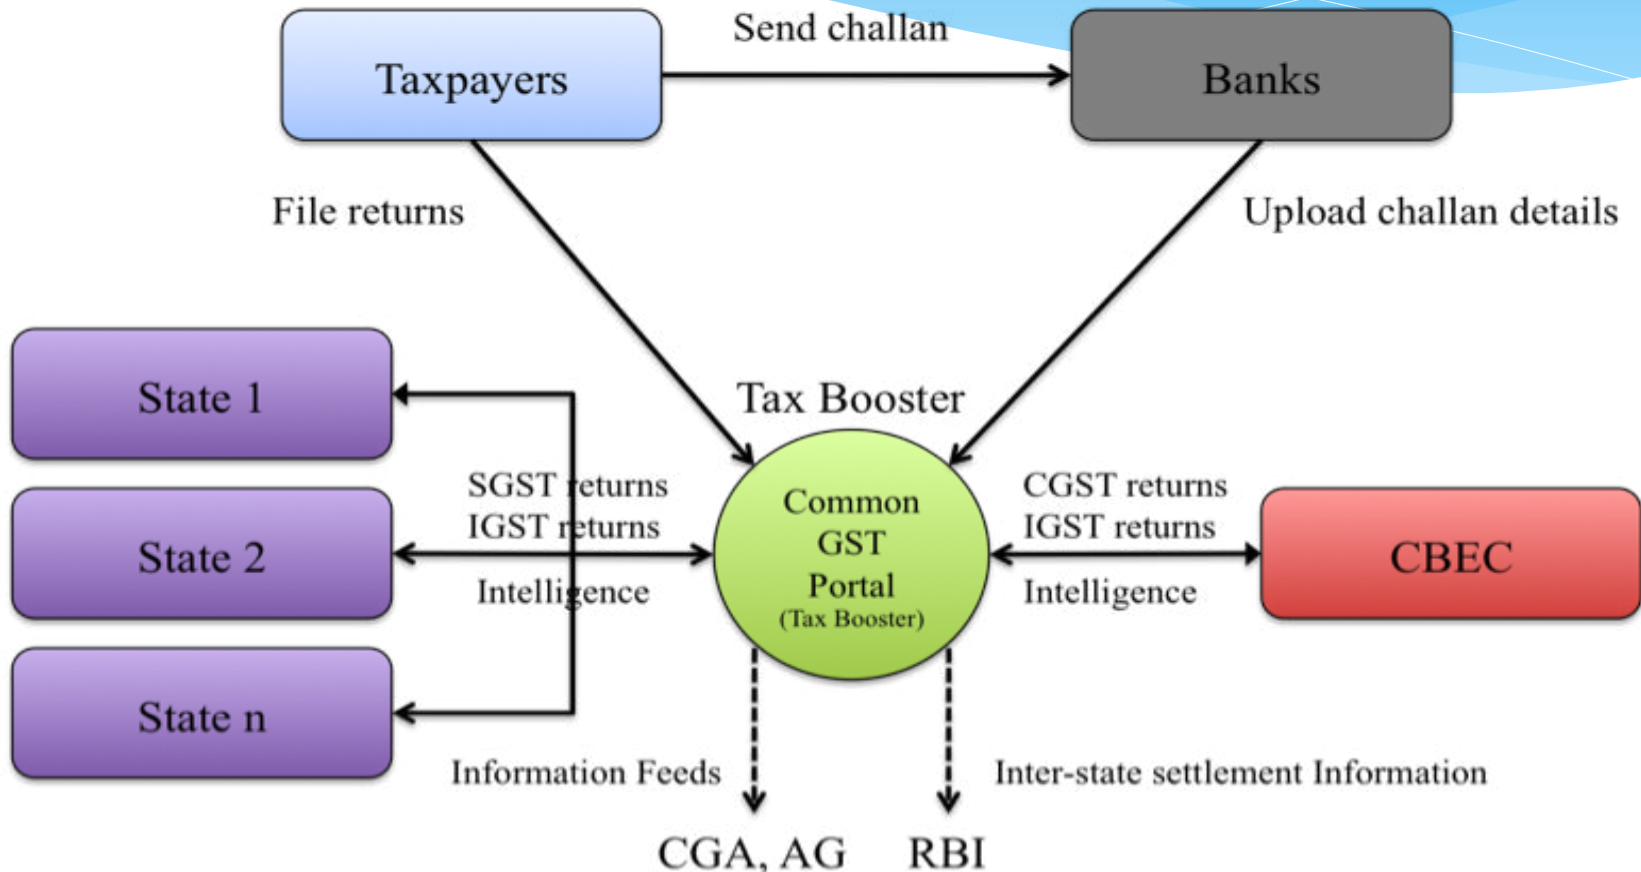 Send challan
Taxpayers
Banks
File returns
Upload challan details
State 1
Tax Booster
SGST returns
IGST returns
Intelligence
State 2
Common
GST
Portal
(Tax Booster)
CGST returns
IGST returns
Intelligence
CBEC
State n
Information Feeds
Inter-state settlement Information
CGA, AG
RBI